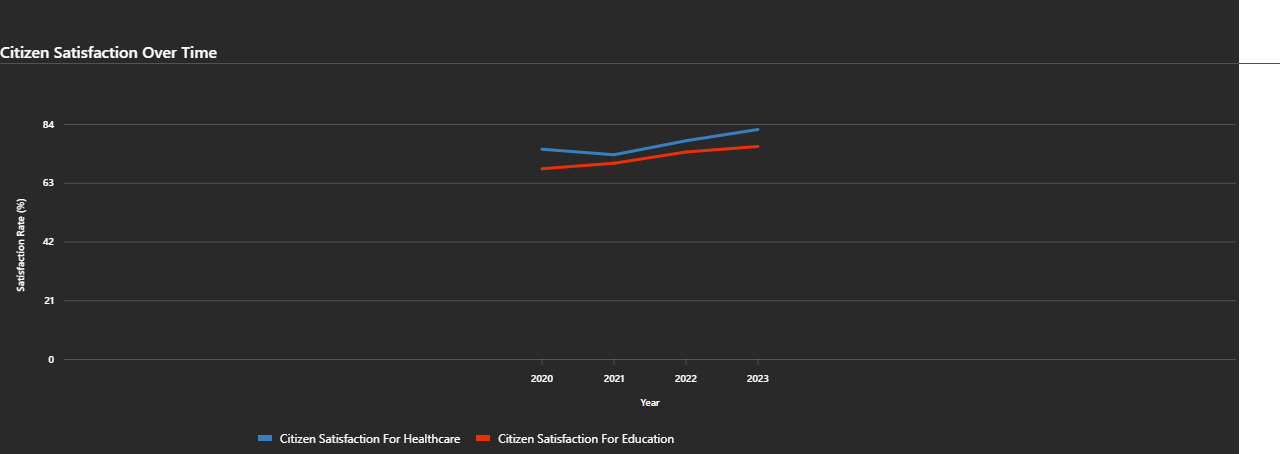 Citizen Satisfaction Over Time
84
63
42
21
0
Satisfaction Rate (%)
2020 2021 2022 2023
Year
Citizen Satisfaction For Healthcare Citizen Satisfaction For Education